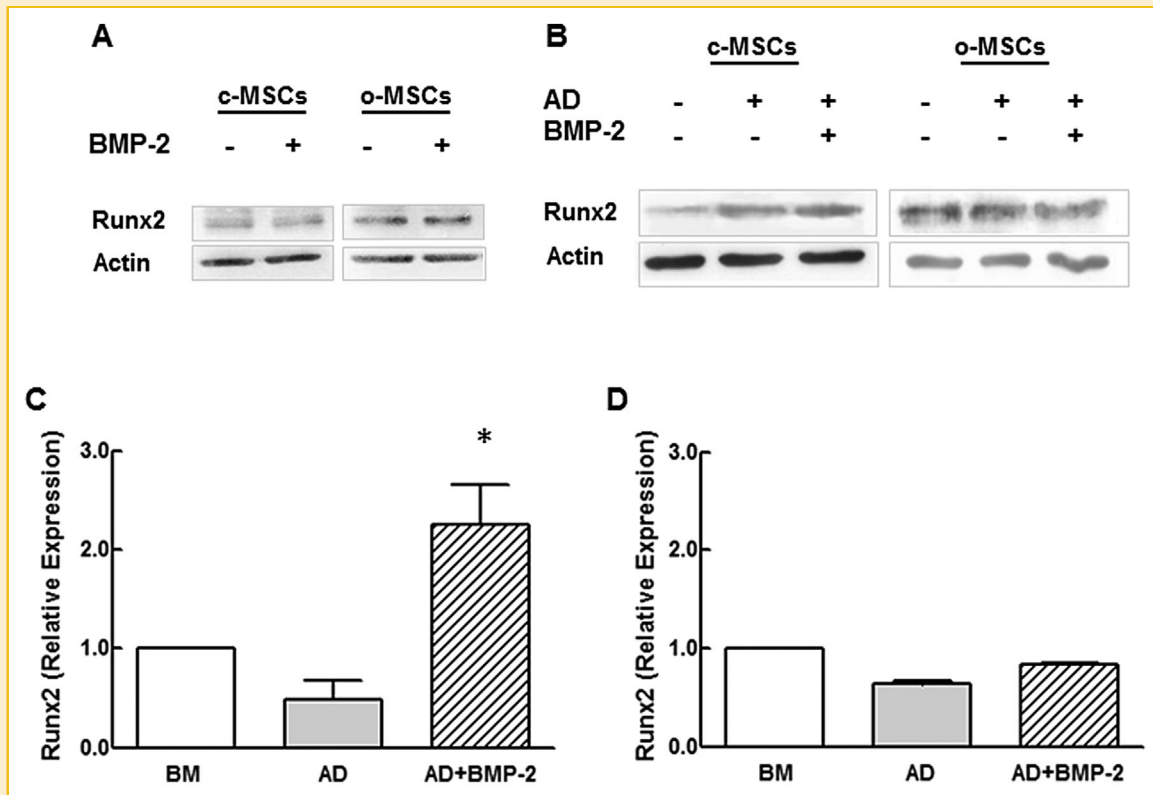 A
c-MSCs o-MSCs
BMP-2 - + - +
Runx2
Actin
B
c-MSCs o-MSCs
AD - + + - + +
BMP-2 - - + - - +
Runx2
Actin
C
Runx2 (Relative Expression)
3.0
2.0
1.0
0.0
*
BM AD AD+BMP-2
D
Runx2 (Relative Expression)
3.0
2.0
1.0
0.0
BM AD AD+BMP-2